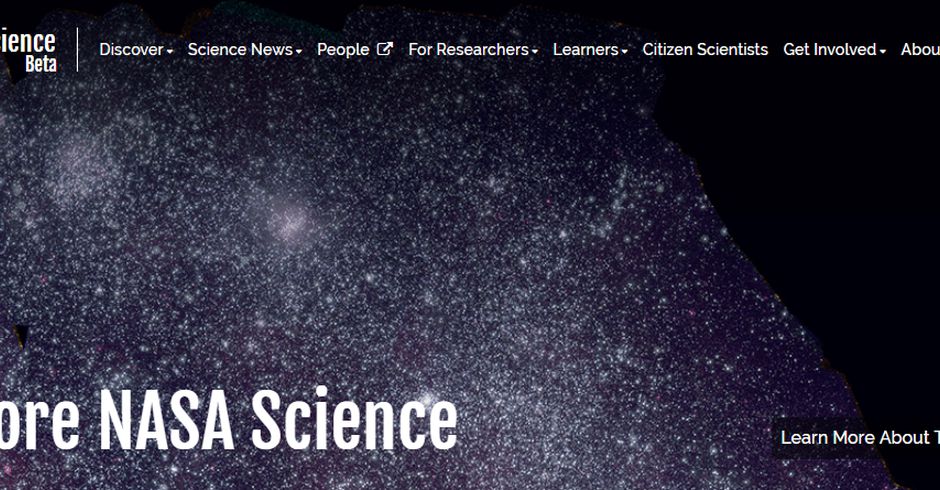 cience
Beta
Discover Science News People For Researchers Learners Citizen Scientists Get Involved Abou
ore NASA Science
Learn More About T